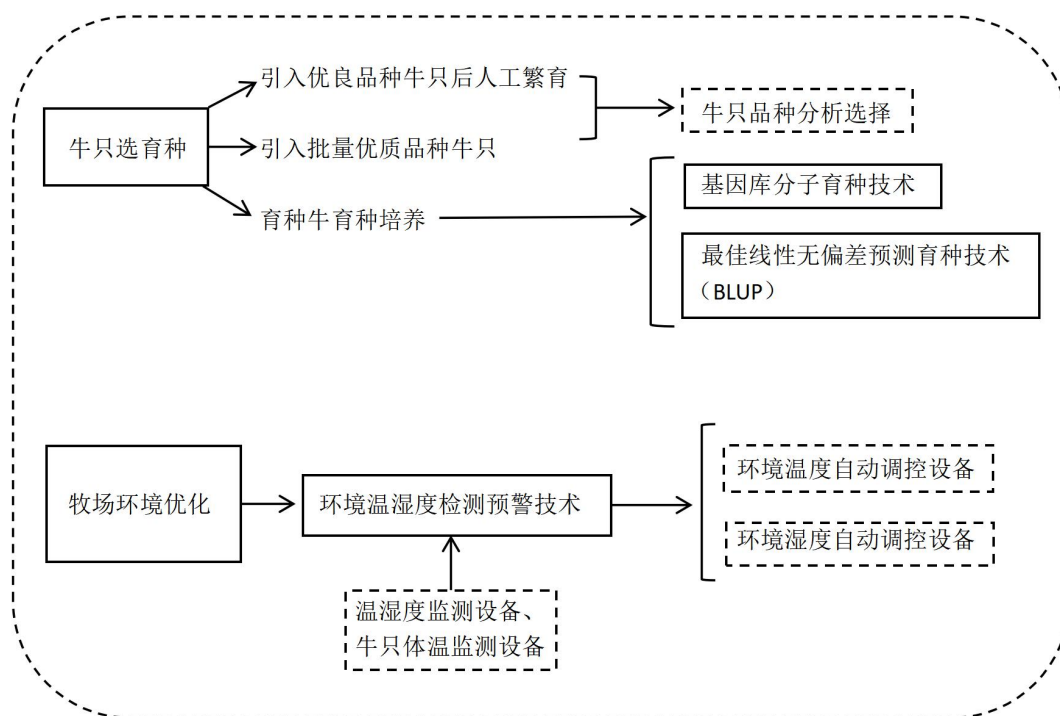 引入优良品种牛只后人工繁育
牛只品种分析选择
牛只选育种
引入批量优质品种牛只
基因库分子育种技术
育种牛育种培养
最佳线性无偏差预测育种技术
（BLUP）
环境温度自动调控设备
牧场环境优化
环境温湿度检测预警技术
环境湿度自动调控设备
温湿度监测设备、
牛只体温监测设备